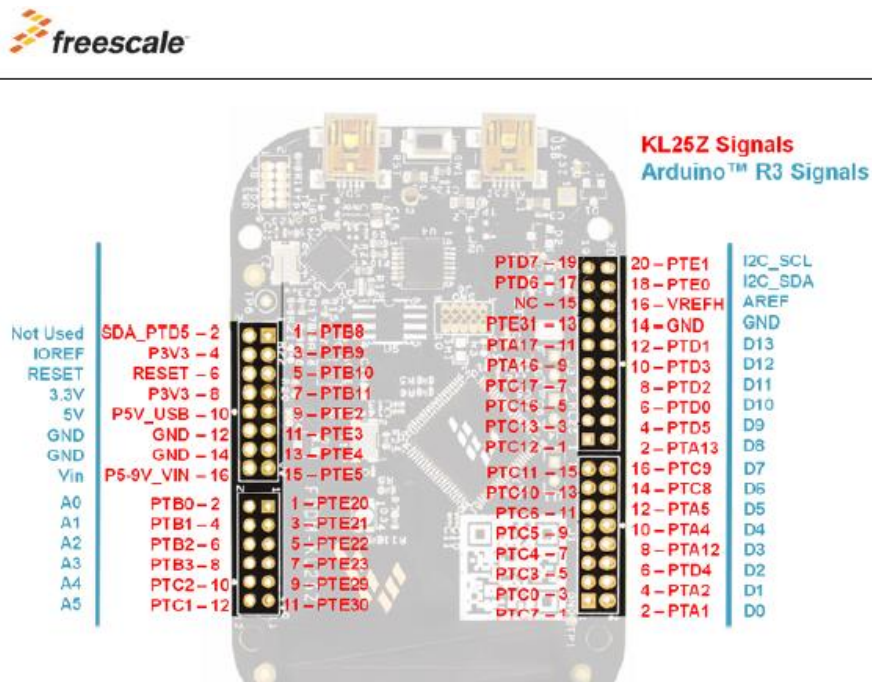 freescale
KL25Z Signals
Arduino™ R3 Signals
PTD7 – 19 20 – PTE1 I2C_SCL
PTD6 – 17 18 – PTE0 I2C_SDA
NC – 15 16 – VREFH AREF
PTE31 – 13 14 – GND GND
PTA17 – 11 12 – PTD1 D13
PTA16 – 9 10 – PTD3 D12
PTC17 – 7 8 – PTD2 D11
PTC16 – 5 6 – PTD0 D10
PTC13 – 3 4 – PTD5 D9
PTC12 – 1 2 – PTA13 D8
PTC11 – 15 16 – PTC9 D7
PTC10 – 13 14 – PTC8 D6
PTC6 – 11 12 – PTA5 D5
PTC5 – 9 10 – PTA4 D4
PTC4 – 7 8 – PTA12 D3
PTC3 – 5 6 – PTD4 D2
PTC0 – 3 4 – PTA2 D1
PTC7 – 1 2 – PTA1 D0
Not Used SDA_PTD5 – 2 1 – PTB8
IOREF P3V3 – 4 3 – PTB9
RESET RESET – 6 5 – PTB10
3.3V P3V3 – 8 7 – PTB11
5V P5V_USB – 10 9 – PTE2
GND GND – 12 11 – PTE3
GND GND – 14 13 – PTE4
Vin P5-9V_VIN – 16 15 – PTE5
A0 PTB0 – 2 1 – PTE20
A1 PTB1 – 4 3 – PTE21
A2 PTB2 – 6 5 – PTE22
A3 PTB3 – 8 7 – PTE23
A4 PTC2 – 10 9 – PTE29
A5 PTC1 – 12 11 – PTE30